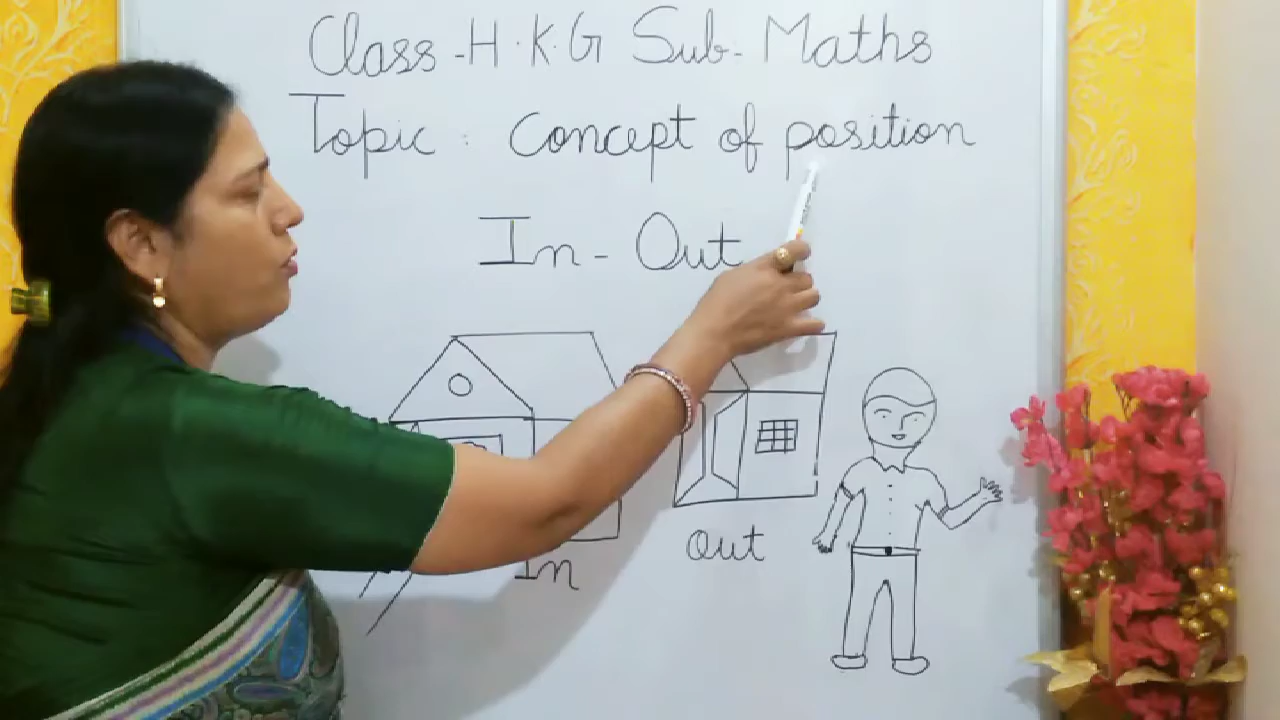 Class - H.K.G Sub- Maths
Topic : Concept of position
In - Out
In
out